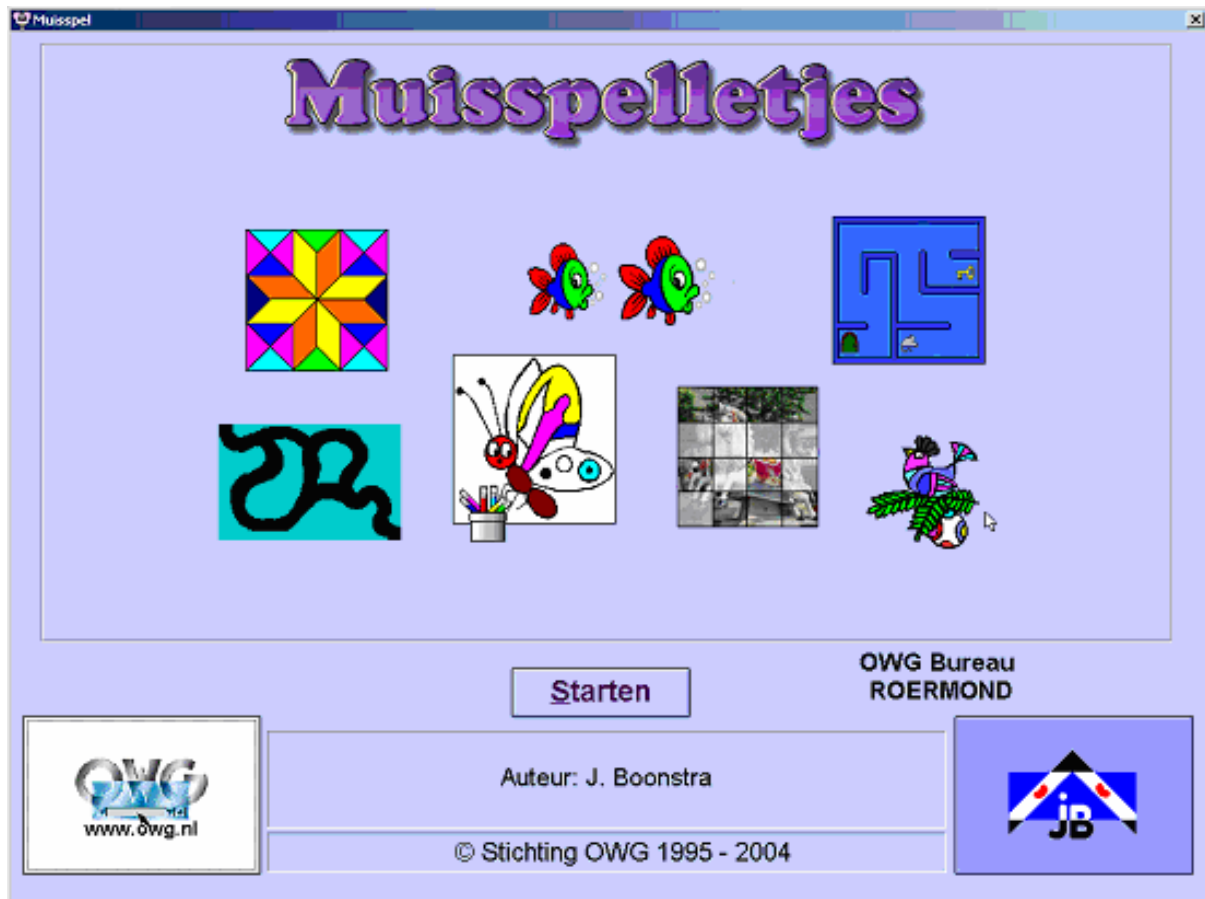 Muisspel
Muisspelletjes
OWG Bureau
ROERMOND
Starten
OWG
www.owg.nl
Auteur: J. Boonstra
© Stichting OWG 1995 - 2004
jB